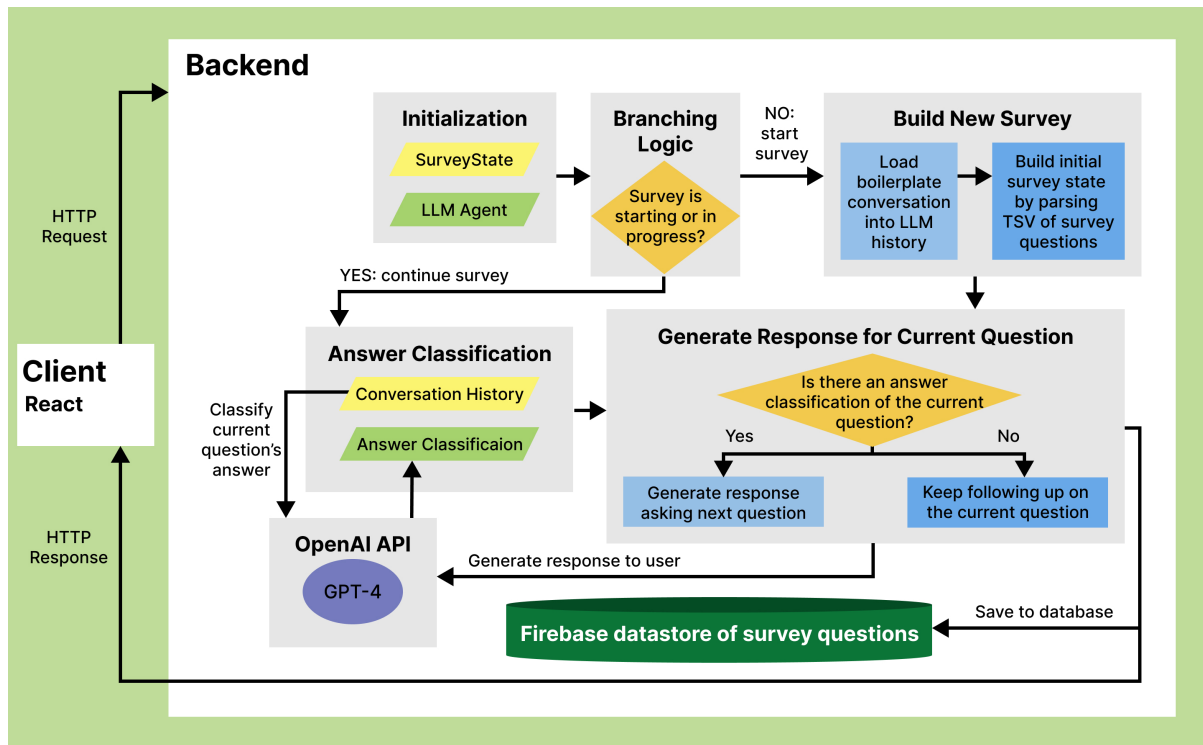 Backend
Initialization
SurveyState
LLM Agent
Branching
Logic
Survey is
starting or in
progress?
NO:
start
survey
Build New Survey
Load
boilerplate
conversation
into LLM
history
Build initial
survey state
by parsing
TSV of survey
questions
HTTP
Request
YES: continue survey
Client
React
Answer Classification
Conversation History
Answer Classificaion
Classify
current
question's
answer
Generate Response for Current Question
Is there an answer
classification of the current
question?
Yes
No
Generate response
asking next question
Keep following up on
the current question
HTTP
Response
OpenAI API
GPT-4
Generate response to user
Firebase datastore of survey questions
Save to database